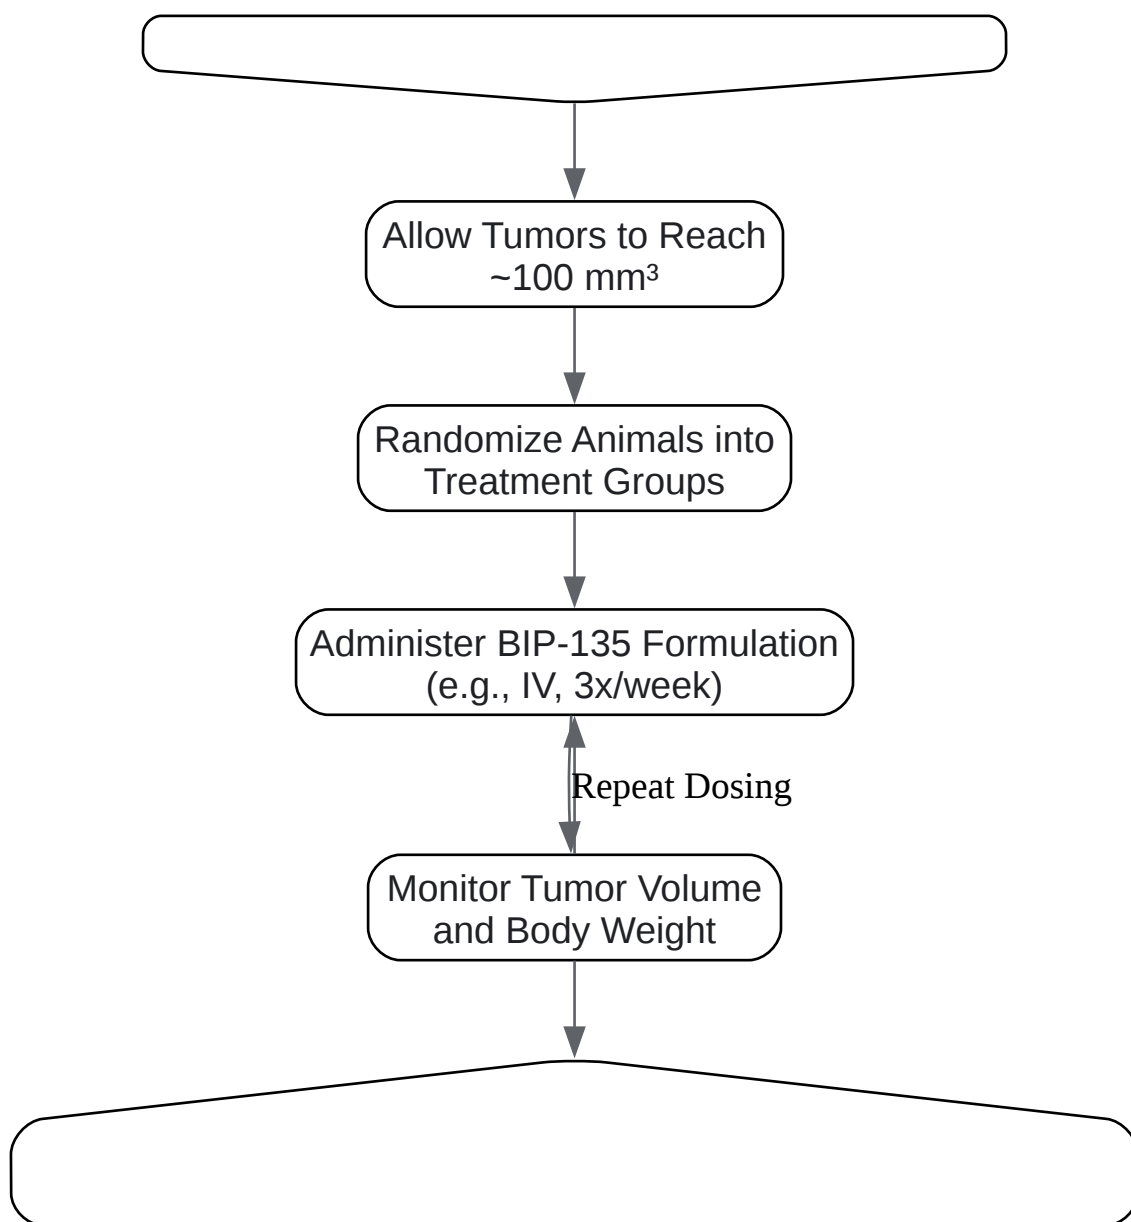 Allow Tumors to Reach
~100 mm³
Randomize Animals into
Treatment Groups
Administer BIP-135 Formulation
(e.g., IV, 3x/week)
Repeat Dosing
Monitor Tumor Volume
and Body Weight